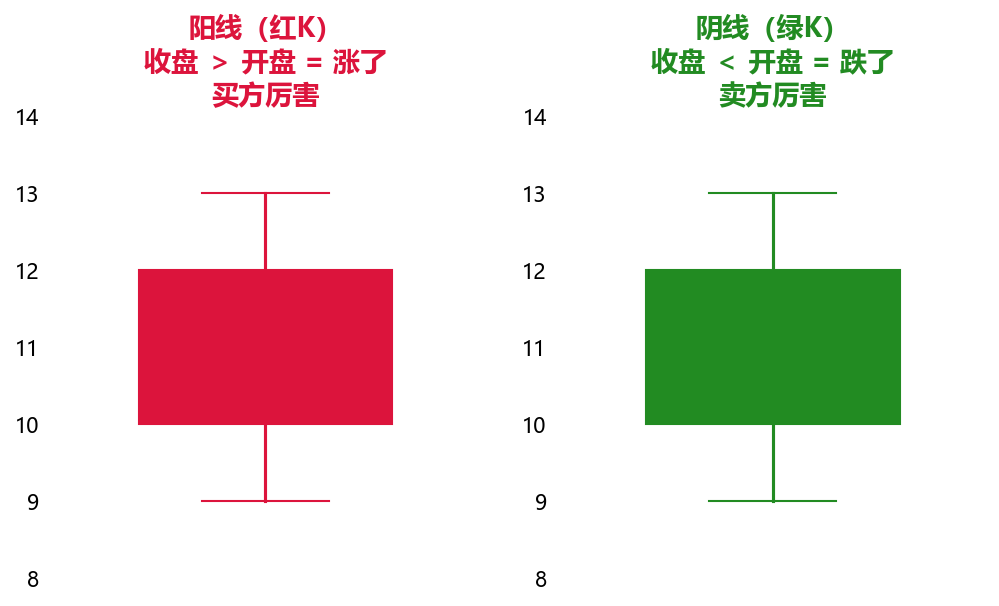 阳线（红K）
收盘 > 开盘 = 涨了
买方厉害
14
13
12
11
10
9
8
阴线（绿K）
收盘 < 开盘 = 跌了
卖方厉害
14
13
12
11
10
9
8